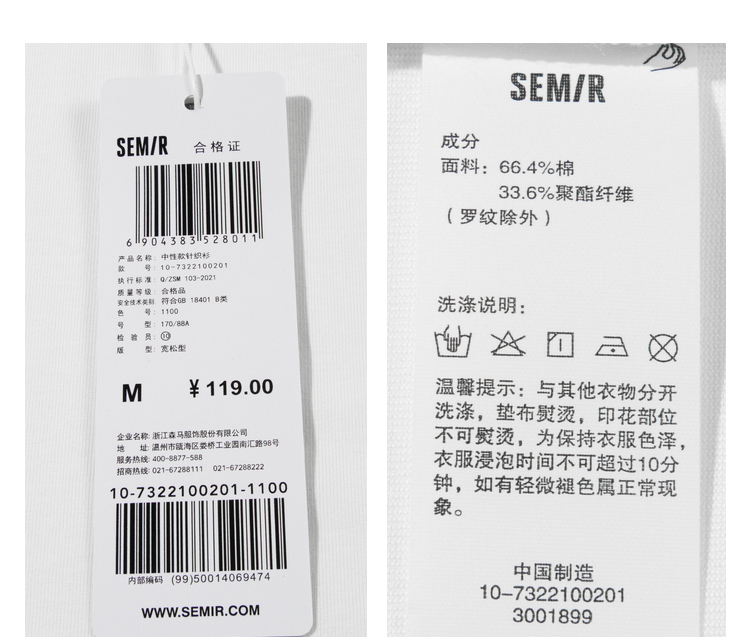 SEMIR 合格证
6 904383 528011
产品名称: 中性款针织衫
款 号: 10-7322100201
执行标准: Q/ZSM 103-2021
质量等级: 合格品
安全技术类别 符合GB 18401 B类
色 号: 1100
号 型: 170/88A
检 验 员: 10
版 型: 宽松型
M ¥119.00
企业名称: 浙江森马服饰股份有限公司
地 址: 温州市瓯海区娄桥工业园南汇路98号
服务热线: 400-8877-588
招商热线: 021-67288111 021-67288222
10-7322100201-1100
内部编码 (99)50014069474
WWW.SEMIR.COM
SEMIR
成分
面料: 66.4%棉
33.6%聚酯纤维
(罗纹除外)
洗涤说明:
温馨提示: 与其他衣物分开
洗涤, 垫布熨烫, 印花部位
不可熨烫, 为保持衣服色泽,
衣服浸泡时间不可超过10分
钟, 如有轻微褪色属正常现
象。
中国制造
10-7322100201
3001899